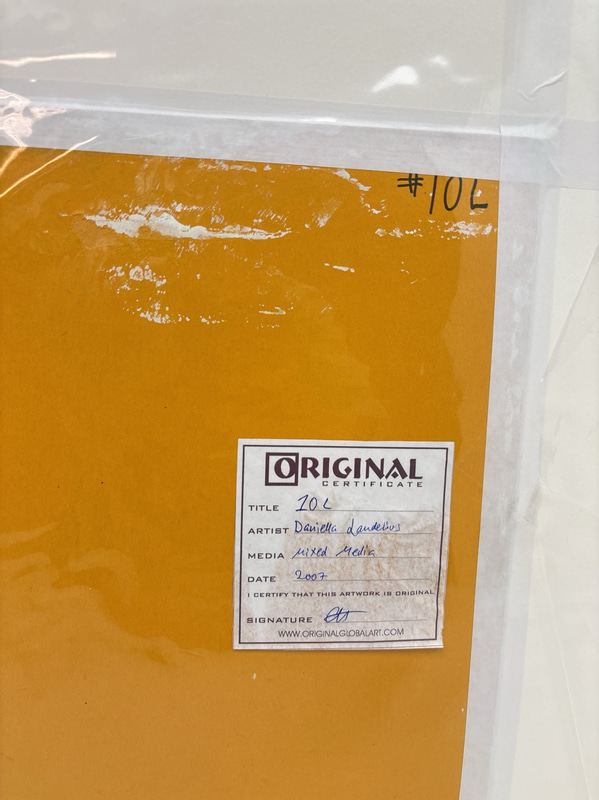 #10L
ORIGINAL
CERTIFICATE
TITLE 10L
ARTIST Daniella Landelius
MEDIA Mixed Media
DATE 2007
I CERTIFY THAT THIS ARTWORK IS ORIGINAL
SIGNATURE
WWW.ORIGINALGLOBALART.COM